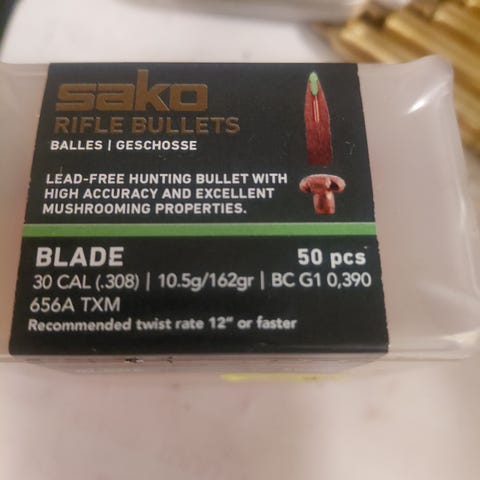 sako
RIFLE BULLETS
BALLES | GESCHOSSE
LEAD-FREE HUNTING BULLET WITH
HIGH ACCURACY AND EXCELLENT
MUSHROOMING PROPERTIES.
BLADE 50 pcs
30 CAL (.308) | 10.5g/162gr | BC G1 0,390
656A TXM
Recommended twist rate 12" or faster